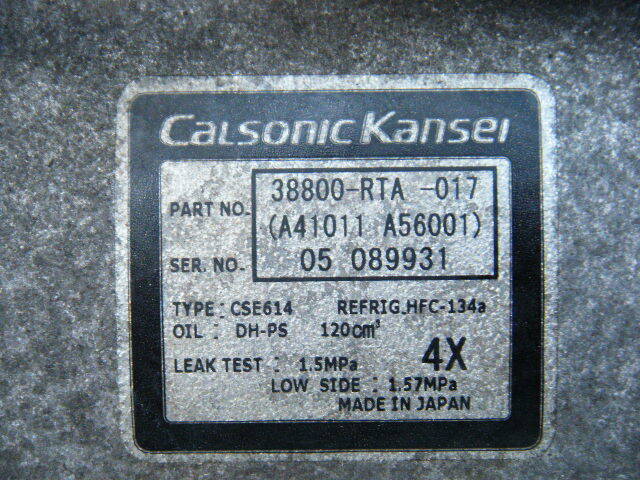 CalsonicKansei
PART NO. 38800-RTA -017
(A41011 A56001)
SER. NO. 05 089931
TYPE: CSE614 REFRIG.HFC-134a
OIL: DH-PS 120cm³
LEAK TEST : 1.5MPa 4X
LOW SIDE : 1.57MPa
MADE IN JAPAN